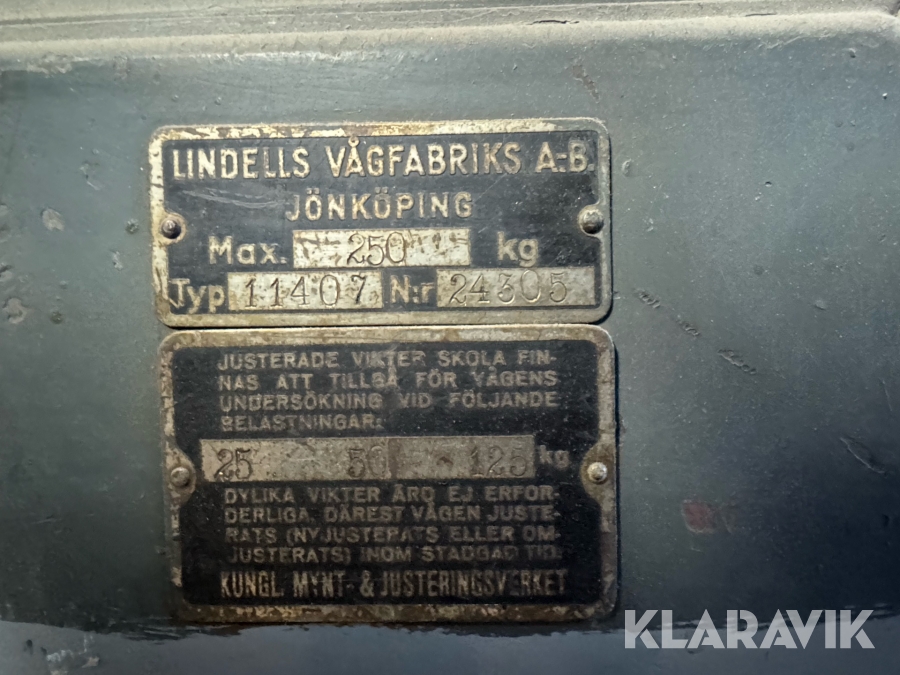 LINDELLS VÅGFABRIKS A-B.
JÖNKÖPING
Max. 250 kg
Typ 11407 N:r 24305
JUSTERADE VIKTER SKOLA FIN-
NAS ATT TILLGÅ FÖR VÅGENS
UNDERSÖKNING VID FÖLJANDE
BELASTNINGAR:
25 50 125 kg
DYLIKA VIKTER ÄRO EJ ERFOR-
DERLIGA, DÄREST VÅGEN JUSTE-
RATS (NYJUSTERATS ELLER OM-
JUSTERATS) INOM STADGAD TID.
KUNGL. MYNT- & JUSTERINGSVERKET
KLARAVIK